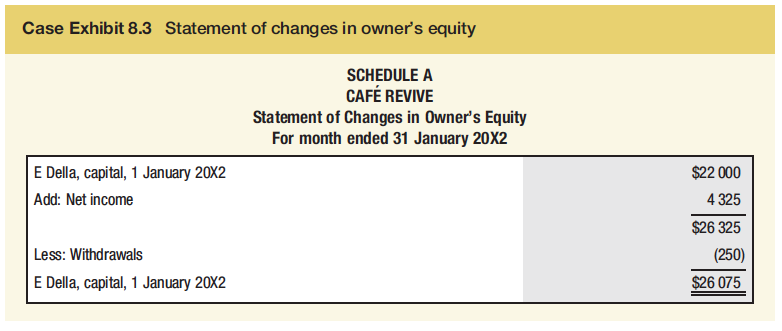 Case Exhibit 8.3 Statement of changes in owner's equity
SCHEDULE A
CAFÉ REVIVE
Statement of Changes in Owner's Equity
For month ended 31 January 20X2
E Della, capital, 1 January 20X2 $22 000
Add: Net income 4 325
$26 325
Less: Withdrawals (250)
E Della, capital, 1 January 20X2 $26 075